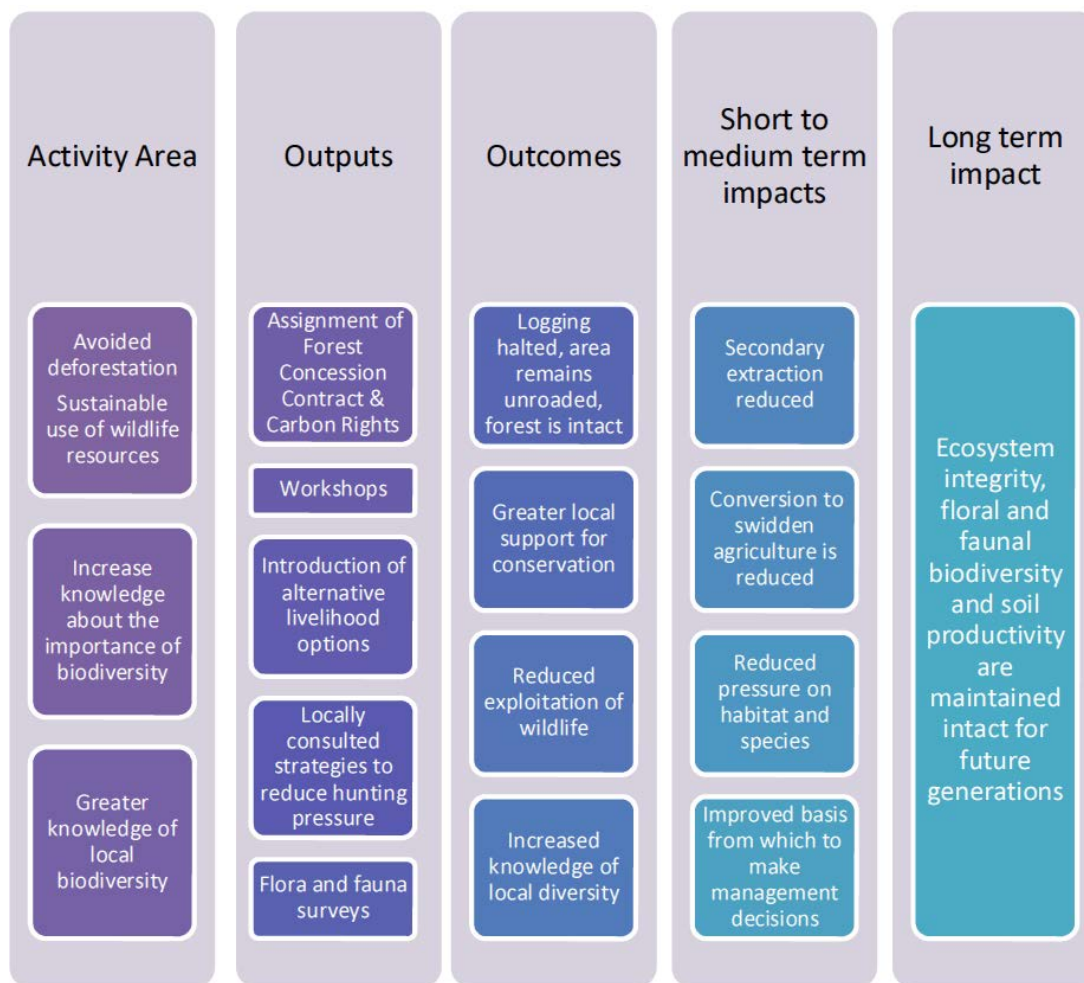 Activity Area
Avoided
deforestation
Sustainable
use of wildlife
resources
Increase
knowledge
about the
importance of
biodiversity
Greater
knowledge of
local
biodiversity
Outputs
Assignment of
Forest
Concession
Contract &
Carbon Rights
Workshops
Introduction of
alternative
livelihood
options
Locally
consulted
strategies to
reduce hunting
pressure
Flora and fauna
surveys
Outcomes
Logging
halted, area
remains
unroaded,
forest is intact
Greater local
support for
conservation
Reduced
exploitation of
wildlife
Increased
knowledge of
local diversity
Short to
medium term
impacts
Secondary
extraction
reduced
Conversion to
swidden
agriculture is
reduced
Reduced
pressure on
habitat and
species
Improved basis
from which to
make
management
decisions
Long term
impact
Ecosystem
integrity,
floral and
faunal
biodiversity
and soil
productivity
are
maintained
intact for
future
generations